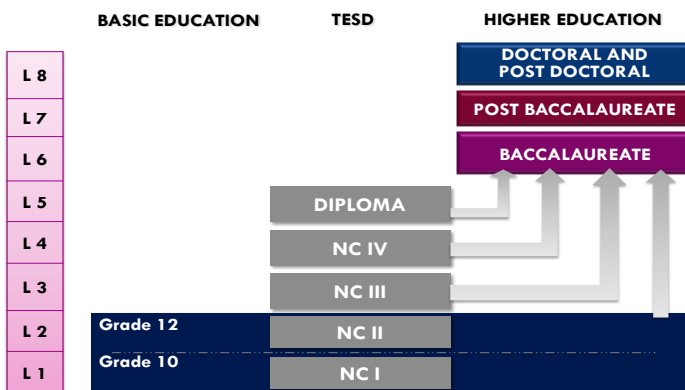 BASIC EDUCATION TESD HIGHER EDUCATION
L 8 DOCTORAL AND
POST DOCTORAL
L 7 POST BACCALAUREATE
L 6 BACCALAUREATE
L 5 DIPLOMA
L 4 NC IV
L 3 NC III
L 2 Grade 12 NC II
L 1 Grade 10 NC I